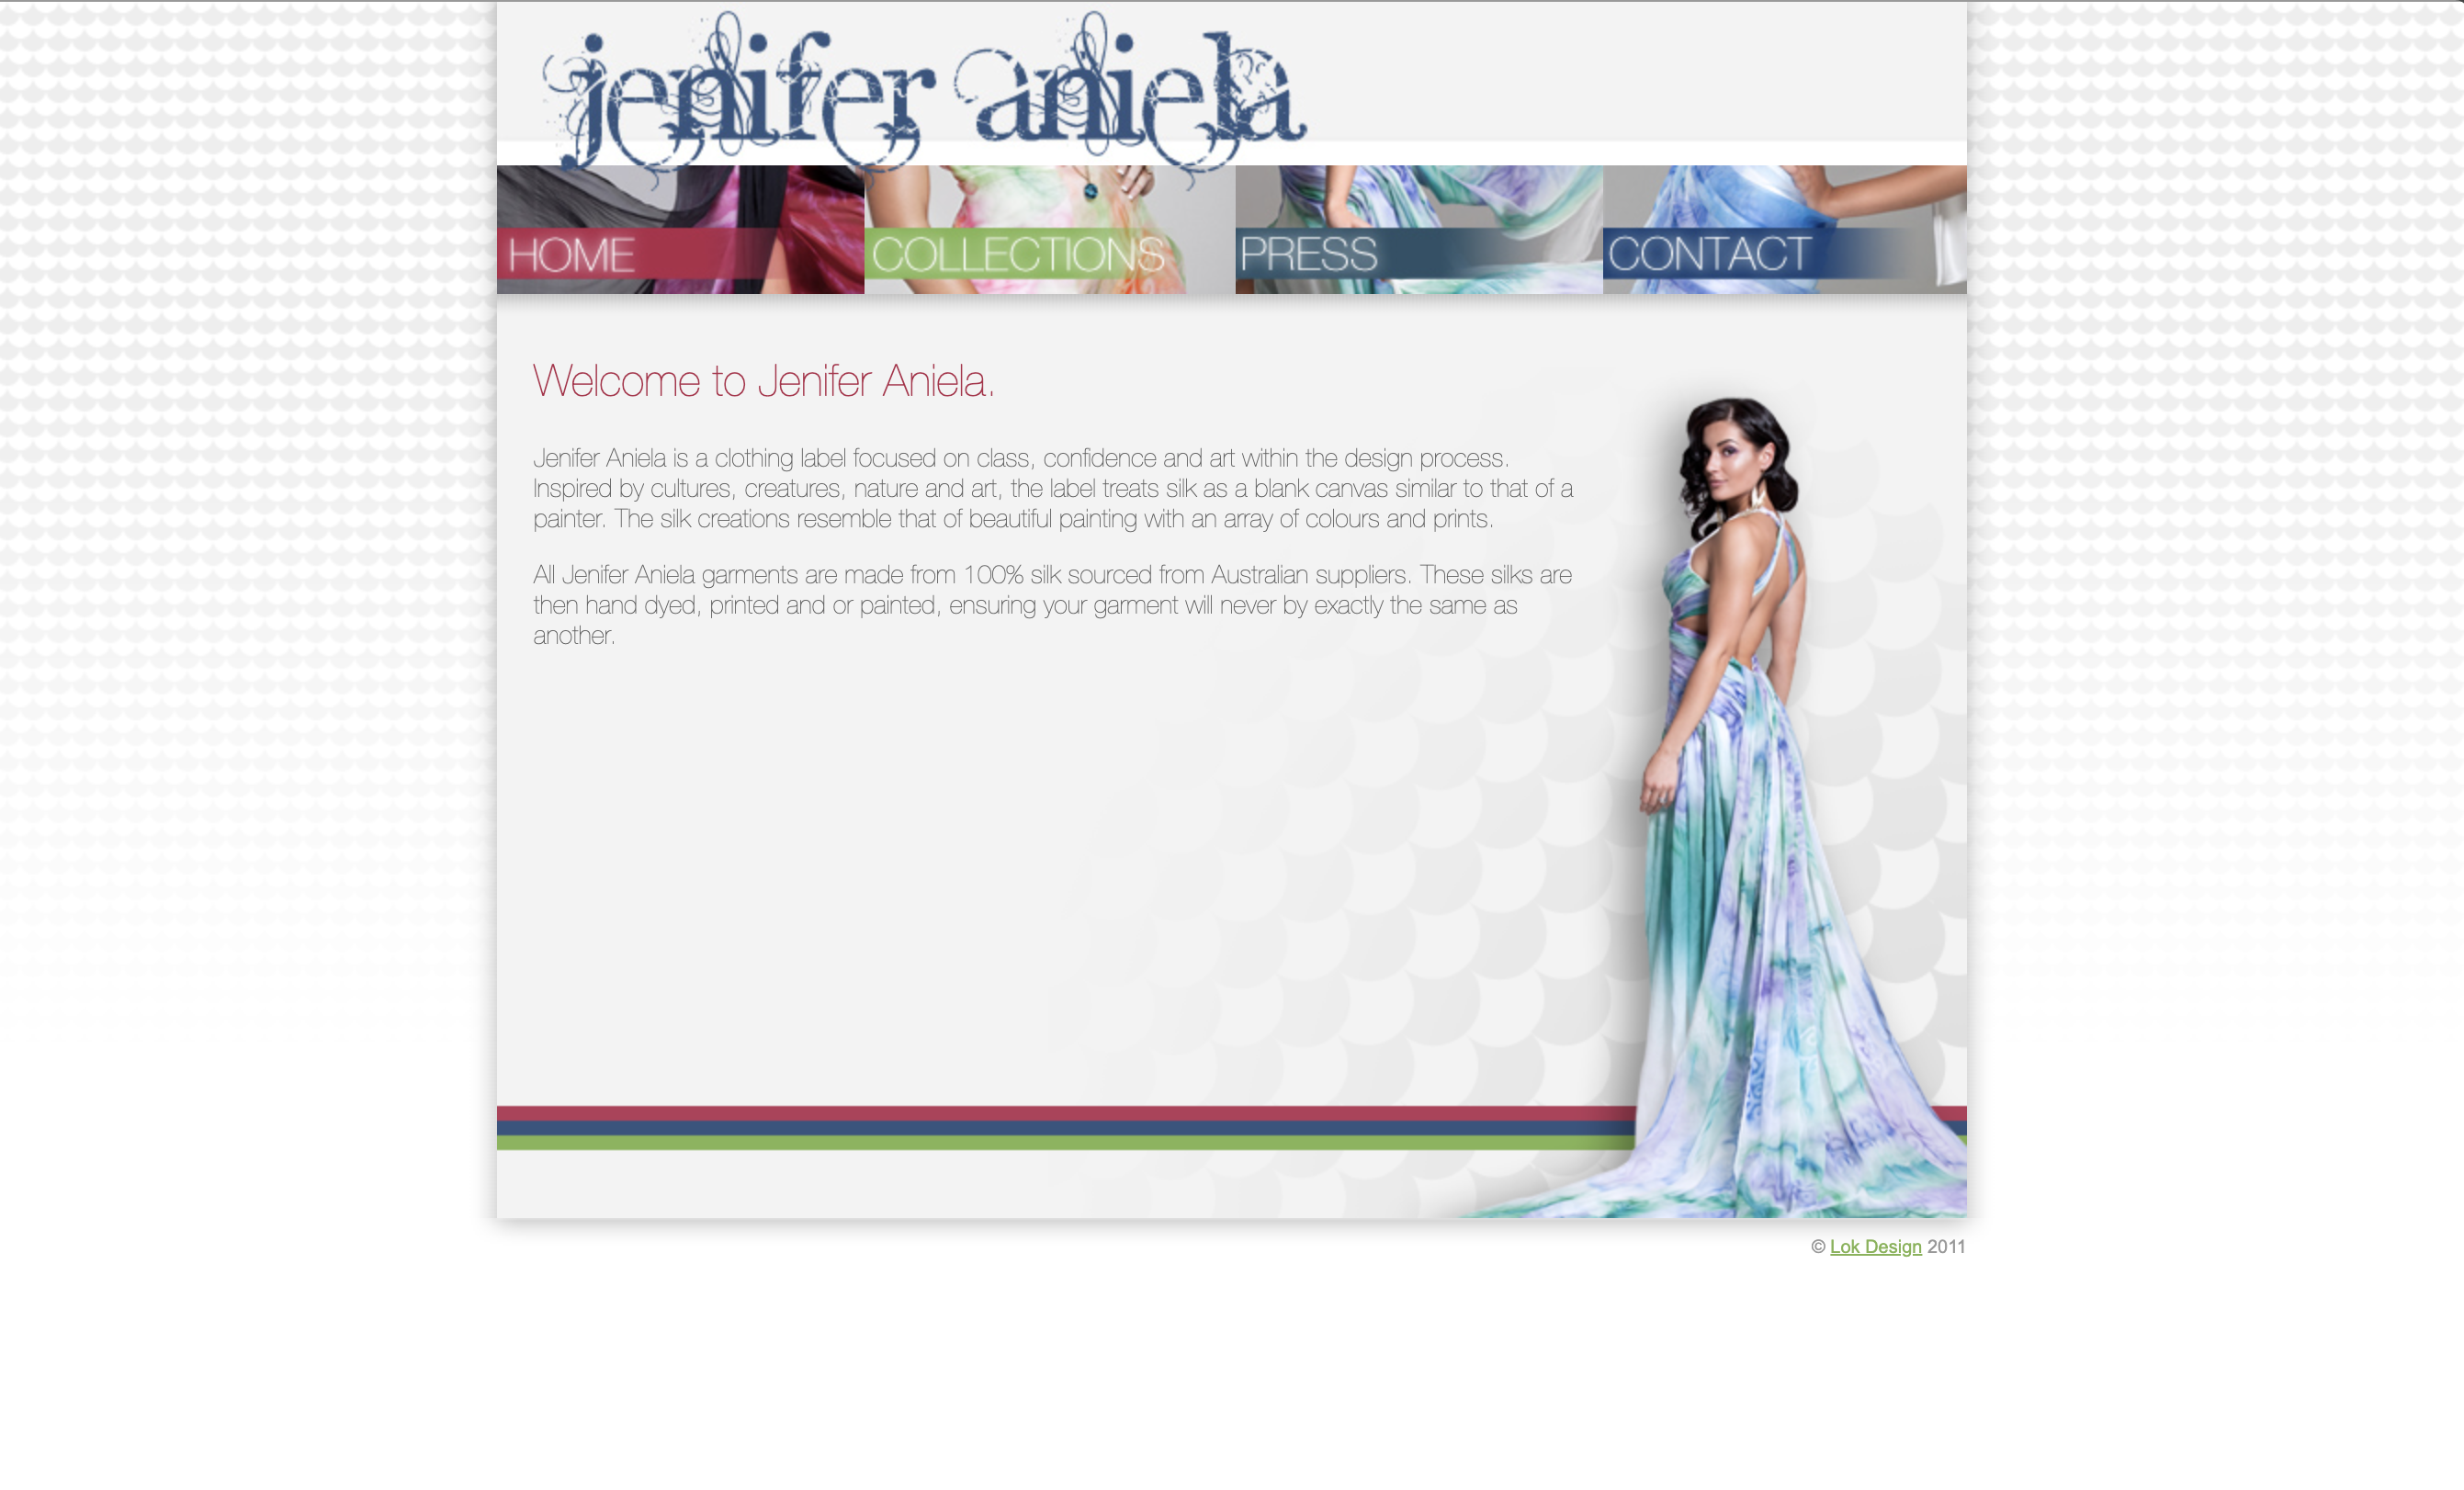 jenifer aniela
HOME
COLLECTIONS
PRESS
CONTACT
Welcome to Jenifer Aniela.
Jenifer Aniela is a clothing label focused on class, confidence and art within the design process.
Inspired by cultures, creatures, nature and art, the label treats silk as a blank canvas similar to that of a
painter. The silk creations resemble that of beautiful painting with an array of colours and prints.
All Jenifer Aniela garments are made from 100% silk sourced from Australian suppliers. These silks are
then hand dyed, printed and or painted, ensuring your garment will never by exactly the same as
another.
© Lok Design 2011